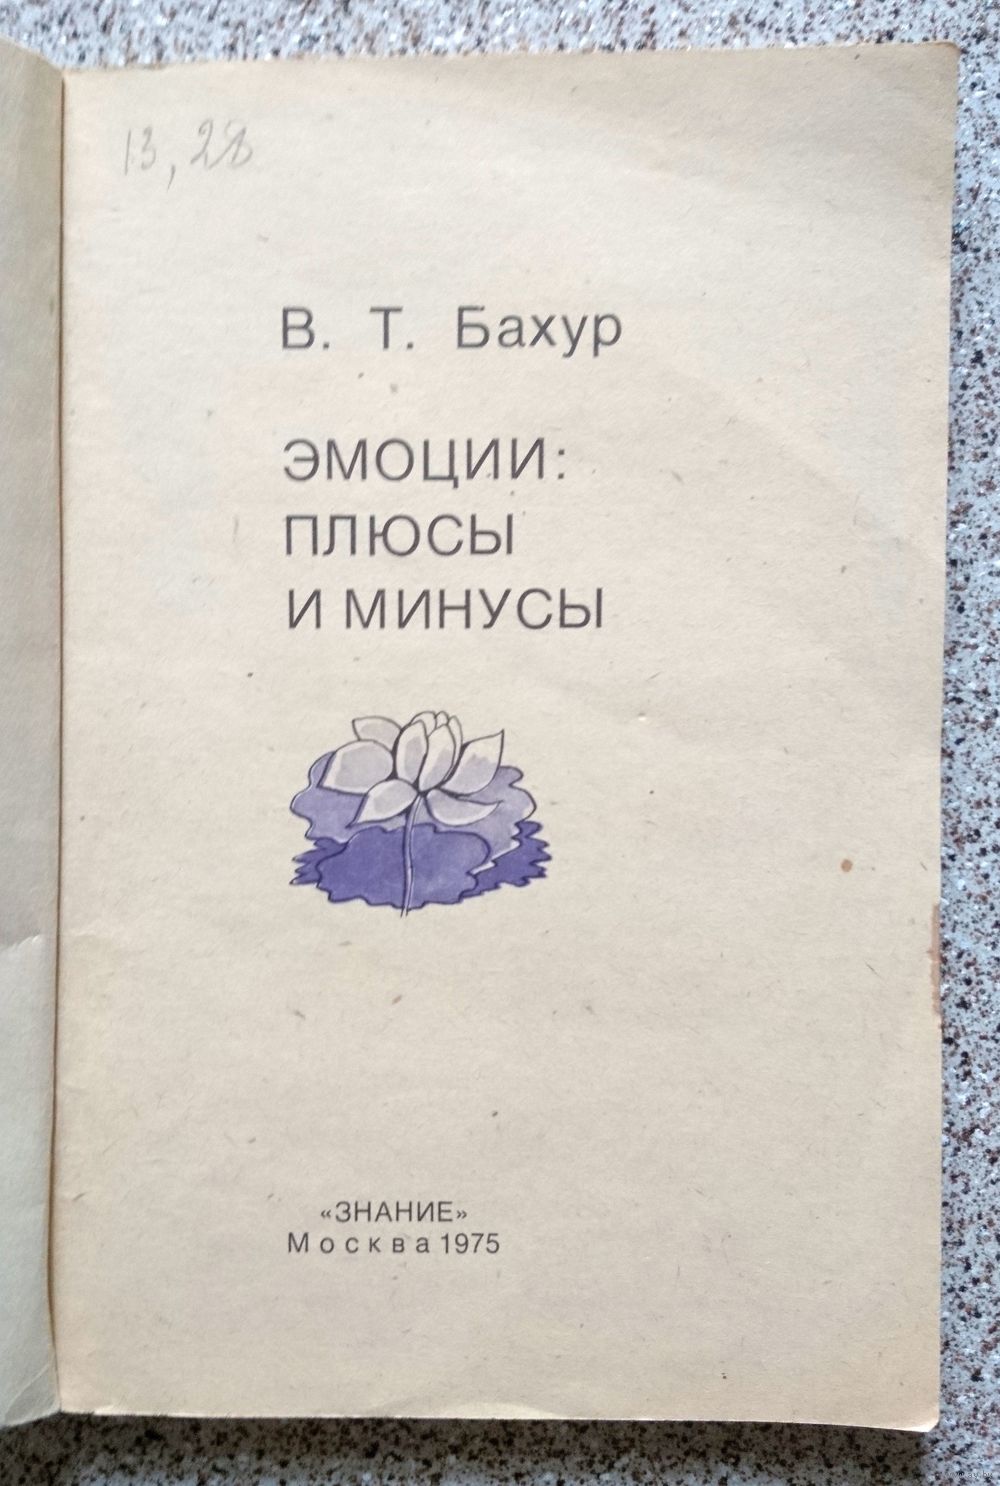 13, 28
В. Т. Бахур
ЭМОЦИИ:
ПЛЮСЫ
И МИНУСЫ
«ЗНАНИЕ»
Москва 1975